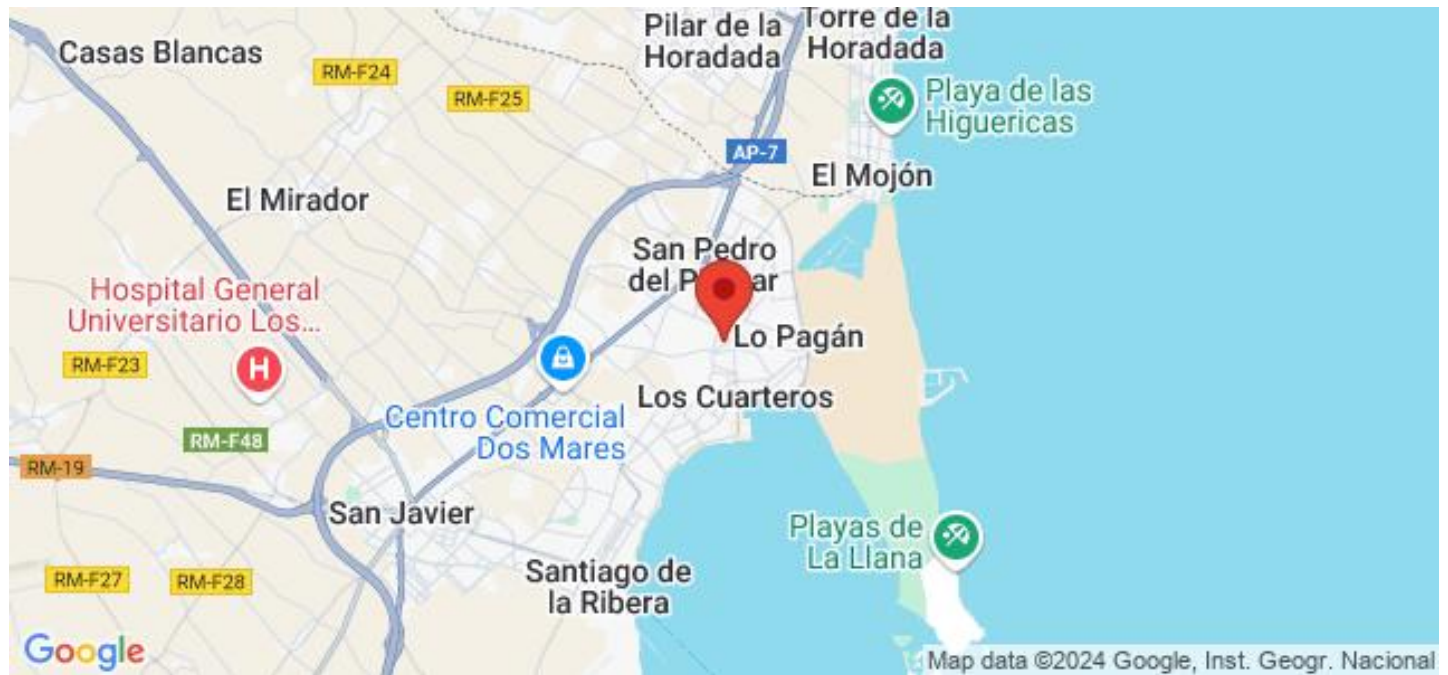 Pilar de la
Horadada
Torre de la
Horadada
Casas Blancas
RM-F24
RM-F25
Playa de las
Higuericas
AP-7
El Mojón
El Mirador
San Pedro
del P
ar
Hospital General
Universitario Los...
H
Lo Pagán
RM-F23
Los Cuarteros
Centro Comercial
Dos Mares
RM-F48
RM-19
San Javier
Playas de
La Llana
Santiago de
la Ribera
RM-F27
RM-F28
Google
Map data ©2024 Google, Inst. Geogr. Nacional